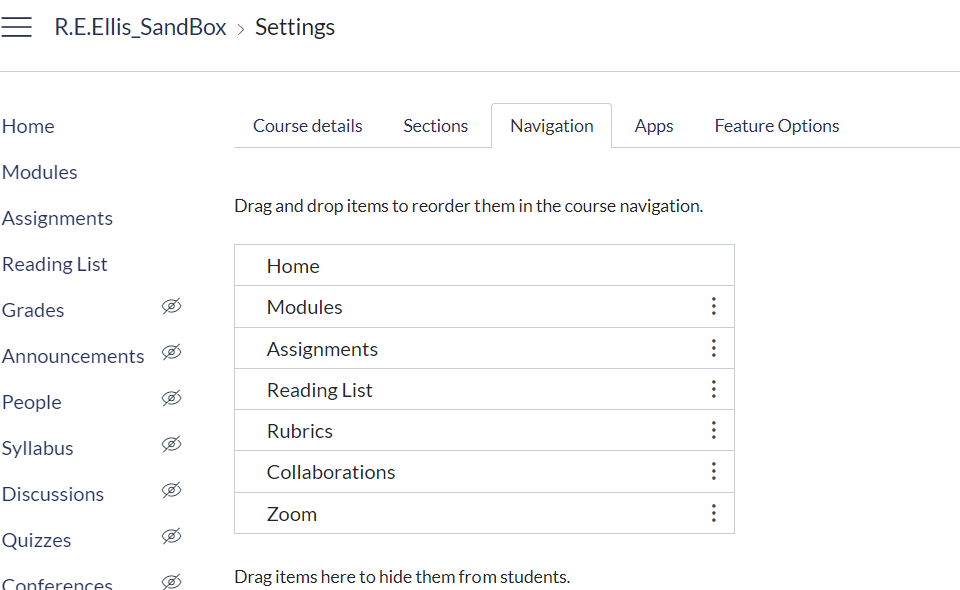 R.E.Ellis_SandBox > Settings
Home
Modules
Assignments
Reading List
Grades
Announcements
People
Syllabus
Discussions
Quizzes
Conferences
Course details Sections Navigation Apps Feature Options
Drag and drop items to reorder them in the course navigation.
Home
Modules
Assignments
Reading List
Rubrics
Collaborations
Zoom
Drag items here to hide them from students.